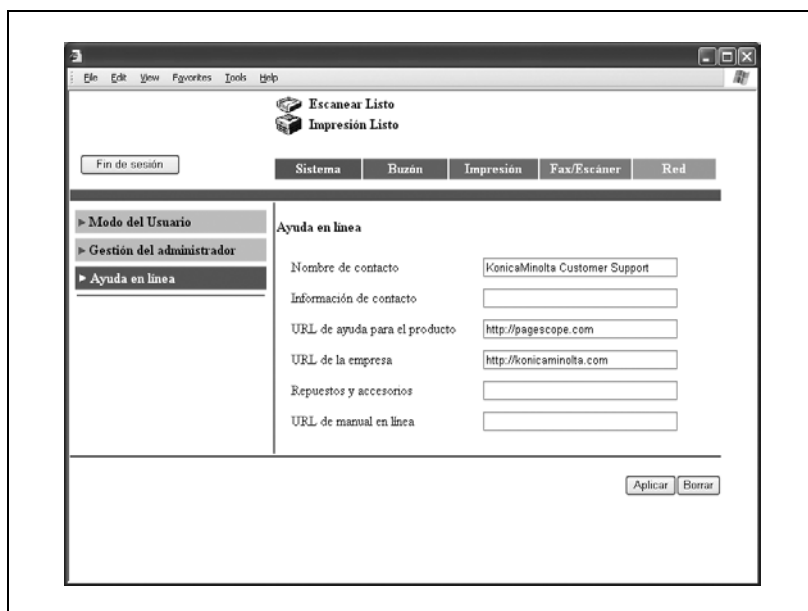 File Edit View Favorites Tools Help
Escanear Listo
Impresión Listo
Fin de sesión
Sistema Buzón Impresión Fax/Escáner Red
Modo del Usuario
Gestión del administrador
Ayuda en línea
Ayuda en línea
Nombre de contacto KonicaMinolta Customer Support
Información de contacto
URL de ayuda para el producto http://pagescope.com
URL de la empresa http://konicaminolta.com
Repuestos y accesorios
URL de manual en línea
Aplicar Borrar